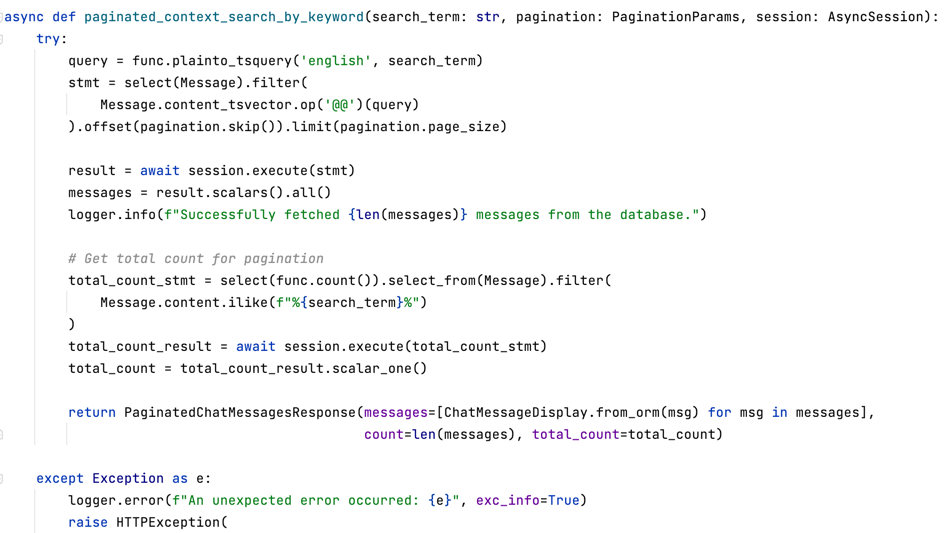 async def paginated_context_search_by_keyword(search_term: str, pagination: PaginationParams, session: AsyncSession):
    try:
        query = func.plainto_tsquery('english', search_term)
        stmt = select(Message).filter(
            Message.content_tsvector.op('@@')(query)
        ).offset(pagination.skip()).limit(pagination.page_size)

        result = await session.execute(stmt)
        messages = result.scalars().all()
        logger.info(f"Successfully fetched {len(messages)} messages from the database.")

        # Get total count for pagination
        total_count_stmt = select(func.count()).select_from(Message).filter(
            Message.content.ilike(f"%{search_term}%")
        )
        total_count_result = await session.execute(total_count_stmt)
        total_count = total_count_result.scalar_one()

        return PaginatedChatMessagesResponse(messages=[ChatMessageDisplay.from_orm(msg) for msg in messages],
                                             count=len(messages), total_count=total_count)

    except Exception as e:
        logger.error(f"An unexpected error occurred: {e}", exc_info=True)
        raise HTTPException(